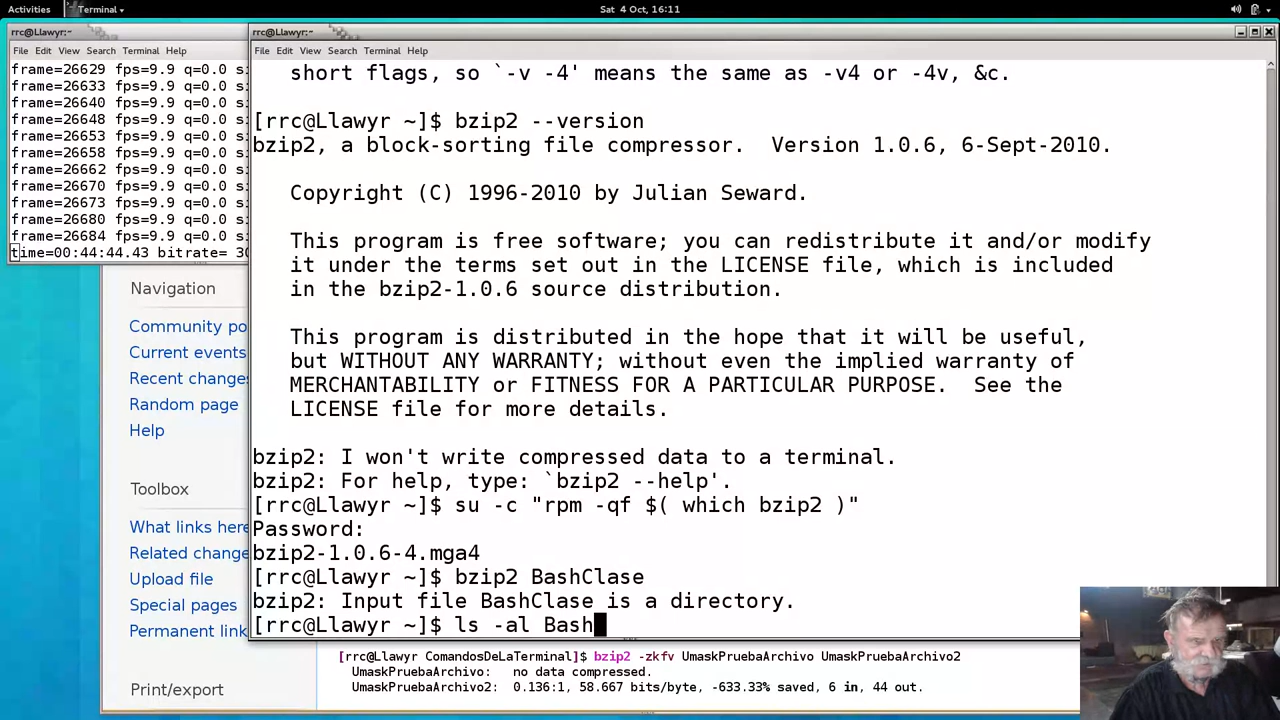 Activities
Terminal
Sat 4 Oct, 16:11
rrc@Llawyr:~
File Edit View Search Terminal Help
frame=26629 fps=9.9 q=0.0 si
frame=26633 fps=9.9 q=0.0 si
frame=26640 fps=9.9 q=0.0 si
frame=26648 fps=9.9 q=0.0 si
frame=26653 fps=9.9 q=0.0 si
frame=26658 fps=9.9 q=0.0 si
frame=26662 fps=9.9 q=0.0 si
frame=26670 fps=9.9 q=0.0 si
frame=26673 fps=9.9 q=0.0 si
frame=26680 fps=9.9 q=0.0 si
frame=26684 fps=9.9 q=0.0 si
time=00:44:44.43 bitrate= 30
Navigation
Community po
Current events
Recent changes
Random page
Help
Toolbox
What links here
Related change
Upload file
Special pages
Permanent link
Print/export
rrc@Llawyr:~
File Edit View Search Terminal Help
short flags, so `-v -4' means the same as -v4 or -4v, &c.
[rrc@Llawyr ~]$ bzip2 --version
bzip2, a block-sorting file compressor.  Version 1.0.6, 6-Sept-2010.
Copyright (C) 1996-2010 by Julian Seward.
This program is free software; you can redistribute it and/or modify
it under the terms set out in the LICENSE file, which is included
in the bzip2-1.0.6 source distribution.
This program is distributed in the hope that it will be useful,
but WITHOUT ANY WARRANTY; without even the implied warranty of
MERCHANTABILITY or FITNESS FOR A PARTICULAR PURPOSE.  See the
LICENSE file for more details.
bzip2: I won't write compressed data to a terminal.
bzip2: For help, type: `bzip2 --help'.
[rrc@Llawyr ~]$ su -c "rpm -qf $( which bzip2 )"
Password:
bzip2-1.0.6-4.mga4
[rrc@Llawyr ~]$ bzip2 BashClase
bzip2: Input file BashClase is a directory.
[rrc@Llawyr ~]$ ls -al Bash
[rrc@Llawyr ComandosDeLaTerminal]$ bzip2 -zkfv UmaskPruebaArchivo UmaskPruebaArchivo2
UmaskPruebaArchivo: no data compressed.
UmaskPruebaArchivo2: 0.136:1, 58.667 bits/byte, -633.33% saved, 6 in, 44 out.